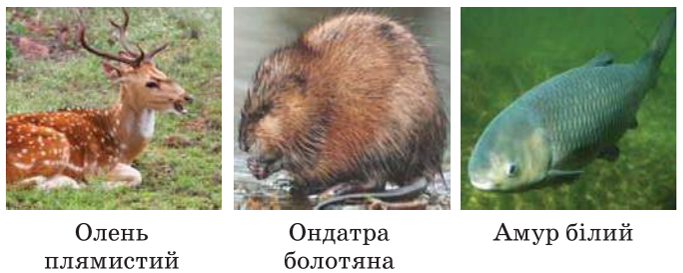 Олень
плямистий
Ондатра
болотяна
Амур білий